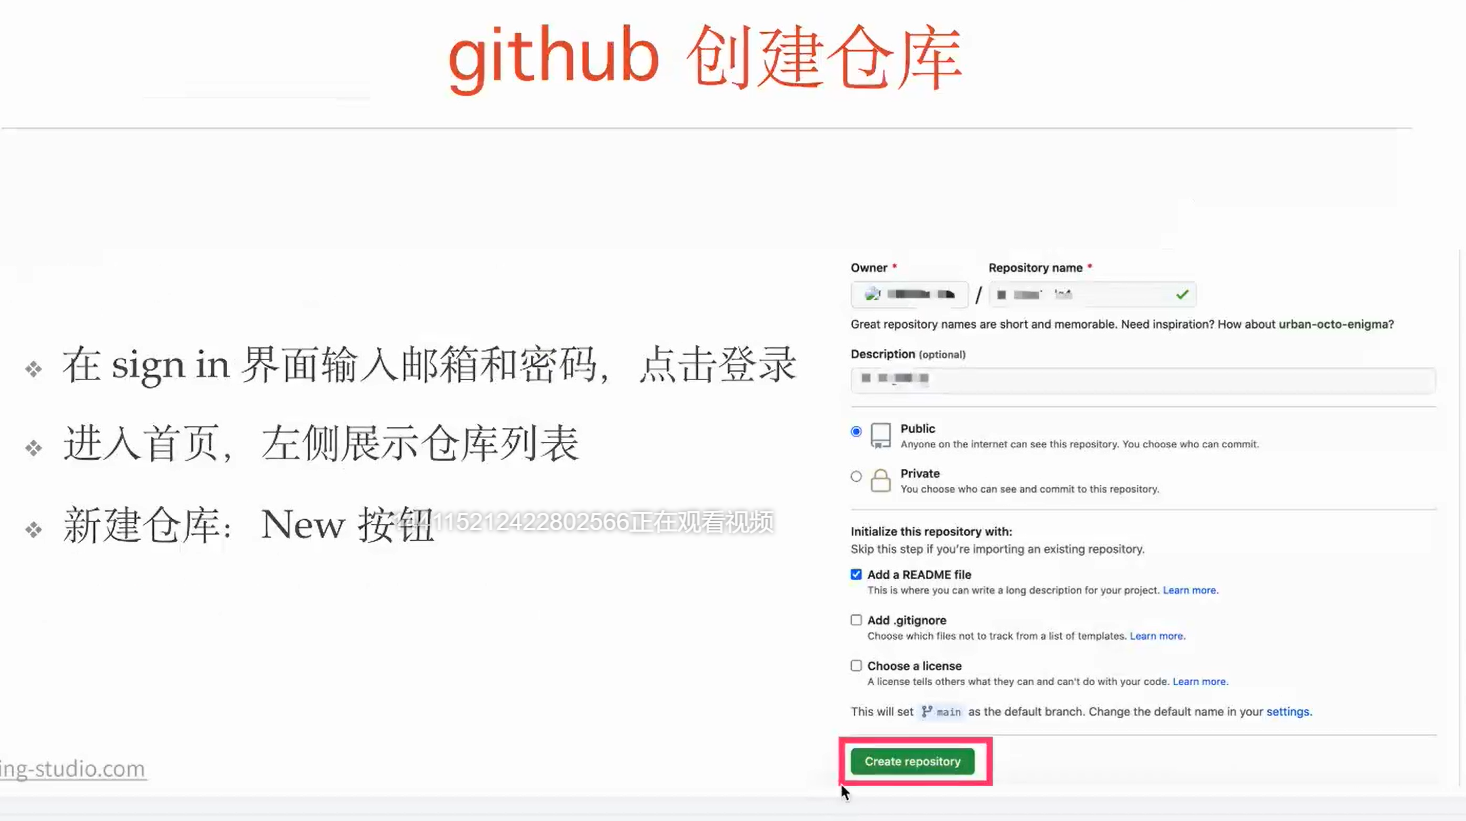 github 创建仓库
在 sign in 界面输入邮箱和密码，点击登录
进入首页，左侧展示仓库列表
新建仓库：New 按钮
115212422802566正在观看视频
ing-studio.com
Owner * Repository name *
/
Great repository names are short and memorable. Need inspiration? How about urban-octo-enigma?
Description (optional)
Public
Anyone on the internet can see this repository. You choose who can commit.
Private
You choose who can see and commit to this repository.
Initialize this repository with:
Skip this step if you're importing an existing repository.
Add a README file
This is where you can write a long description for your project. Learn more.
Add .gitignore
Choose which files not to track from a list of templates. Learn more.
Choose a license
A license tells others what they can and can't do with your code. Learn more.
This will set main as the default branch. Change the default name in your settings.
Create repository